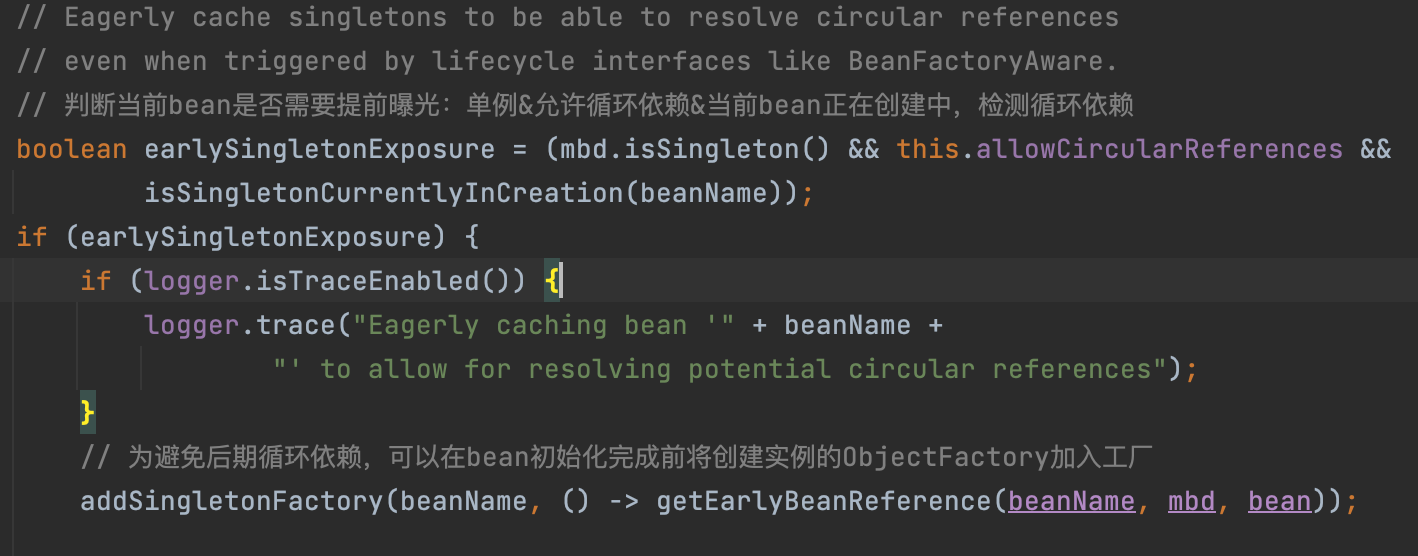 // Eagerly cache singletons to be able to resolve circular references
// even when triggered by lifecycle interfaces like BeanFactoryAware.
// 判断当前bean是否需要提前曝光：单例&允许循环依赖&当前bean正在创建中，检测循环依赖
boolean earlySingletonExposure = (mbd.isSingleton() && this.allowCircularReferences &&
        isSingletonCurrentlyInCreation(beanName));
if (earlySingletonExposure) {
    if (logger.isTraceEnabled()) {
        logger.trace("Eagerly caching bean '" + beanName +
                "' to allow for resolving potential circular references");
    }
    // 为避免后期循环依赖，可以在bean初始化完成前将创建实例的ObjectFactory加入工厂
    addSingletonFactory(beanName, () -> getEarlyBeanReference(beanName, mbd, bean));